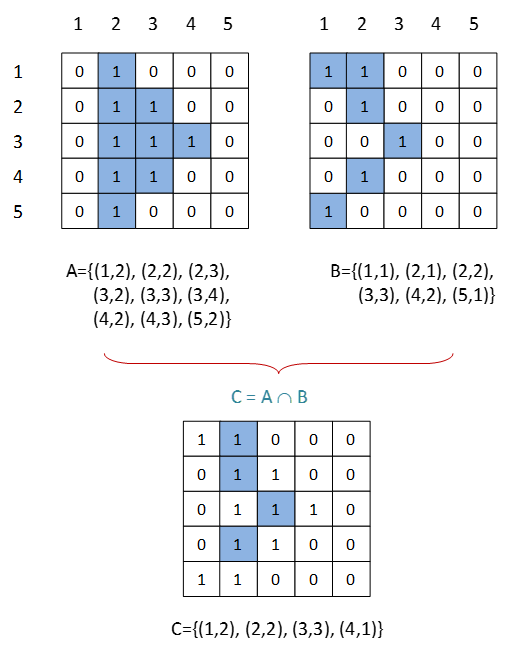 1 2 3 4 5 1 2 3 4 5
1 0 1 0 0 0 1 1 0 0 0
2 0 1 1 0 0 0 1 0 0 0
3 0 1 1 1 0 0 0 1 0 0
4 0 1 1 0 0 0 1 0 0 0
5 0 1 0 0 0 1 0 0 0 0
A={(1,2), (2,2), (2,3),
(3,2), (3,3), (3,4),
(4,2), (4,3), (5,2)}
B={(1,1), (2,1), (2,2),
(3,3), (4,2), (5,1)}
C = A ∩ B
1 1 0 0 0
0 1 1 0 0
0 1 1 1 0
0 1 1 0 0
1 1 0 0 0
C={(1,2), (2,2), (3,3), (4,1)}